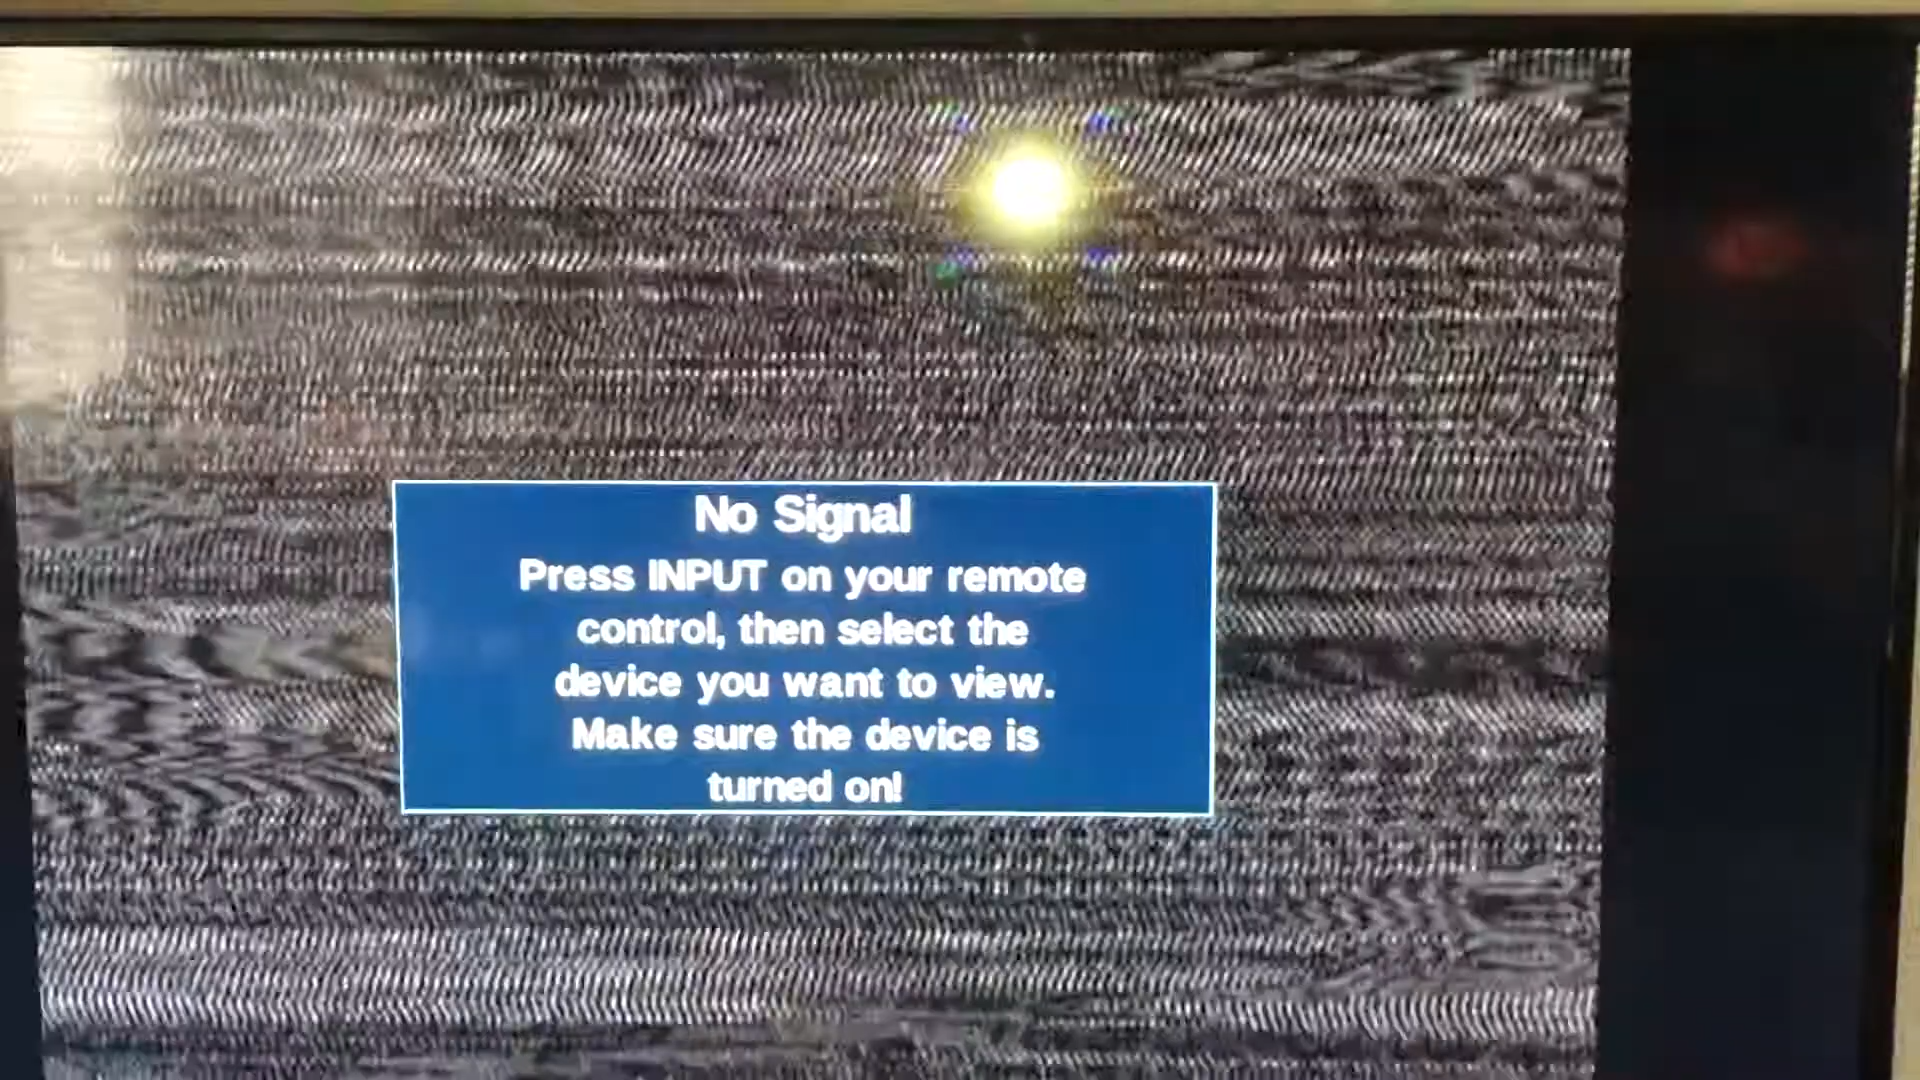 No Signal
Press INPUT on your remote
control, then select the
device you want to view.
Make sure the device is
turned on!